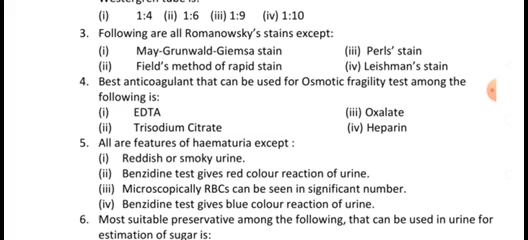 Westergren tube is:
(i) 1:4 (ii) 1:6 (iii) 1:9 (iv) 1:10
3. Following are all Romanowsky's stains except:
(i) May-Grunwald-Giemsa stain (iii) Perls' stain
(ii) Field's method of rapid stain (iv) Leishman's stain
4. Best anticoagulant that can be used for Osmotic fragility test among the
following is:
(i) EDTA (iii) Oxalate
(ii) Trisodium Citrate (iv) Heparin
5. All are features of haematuria except :
(i) Reddish or smoky urine.
(ii) Benzidine test gives red colour reaction of urine.
(iii) Microscopically RBCs can be seen in significant number.
(iv) Benzidine test gives blue colour reaction of urine.
6. Most suitable preservative among the following, that can be used in urine for
estimation of sugar is: